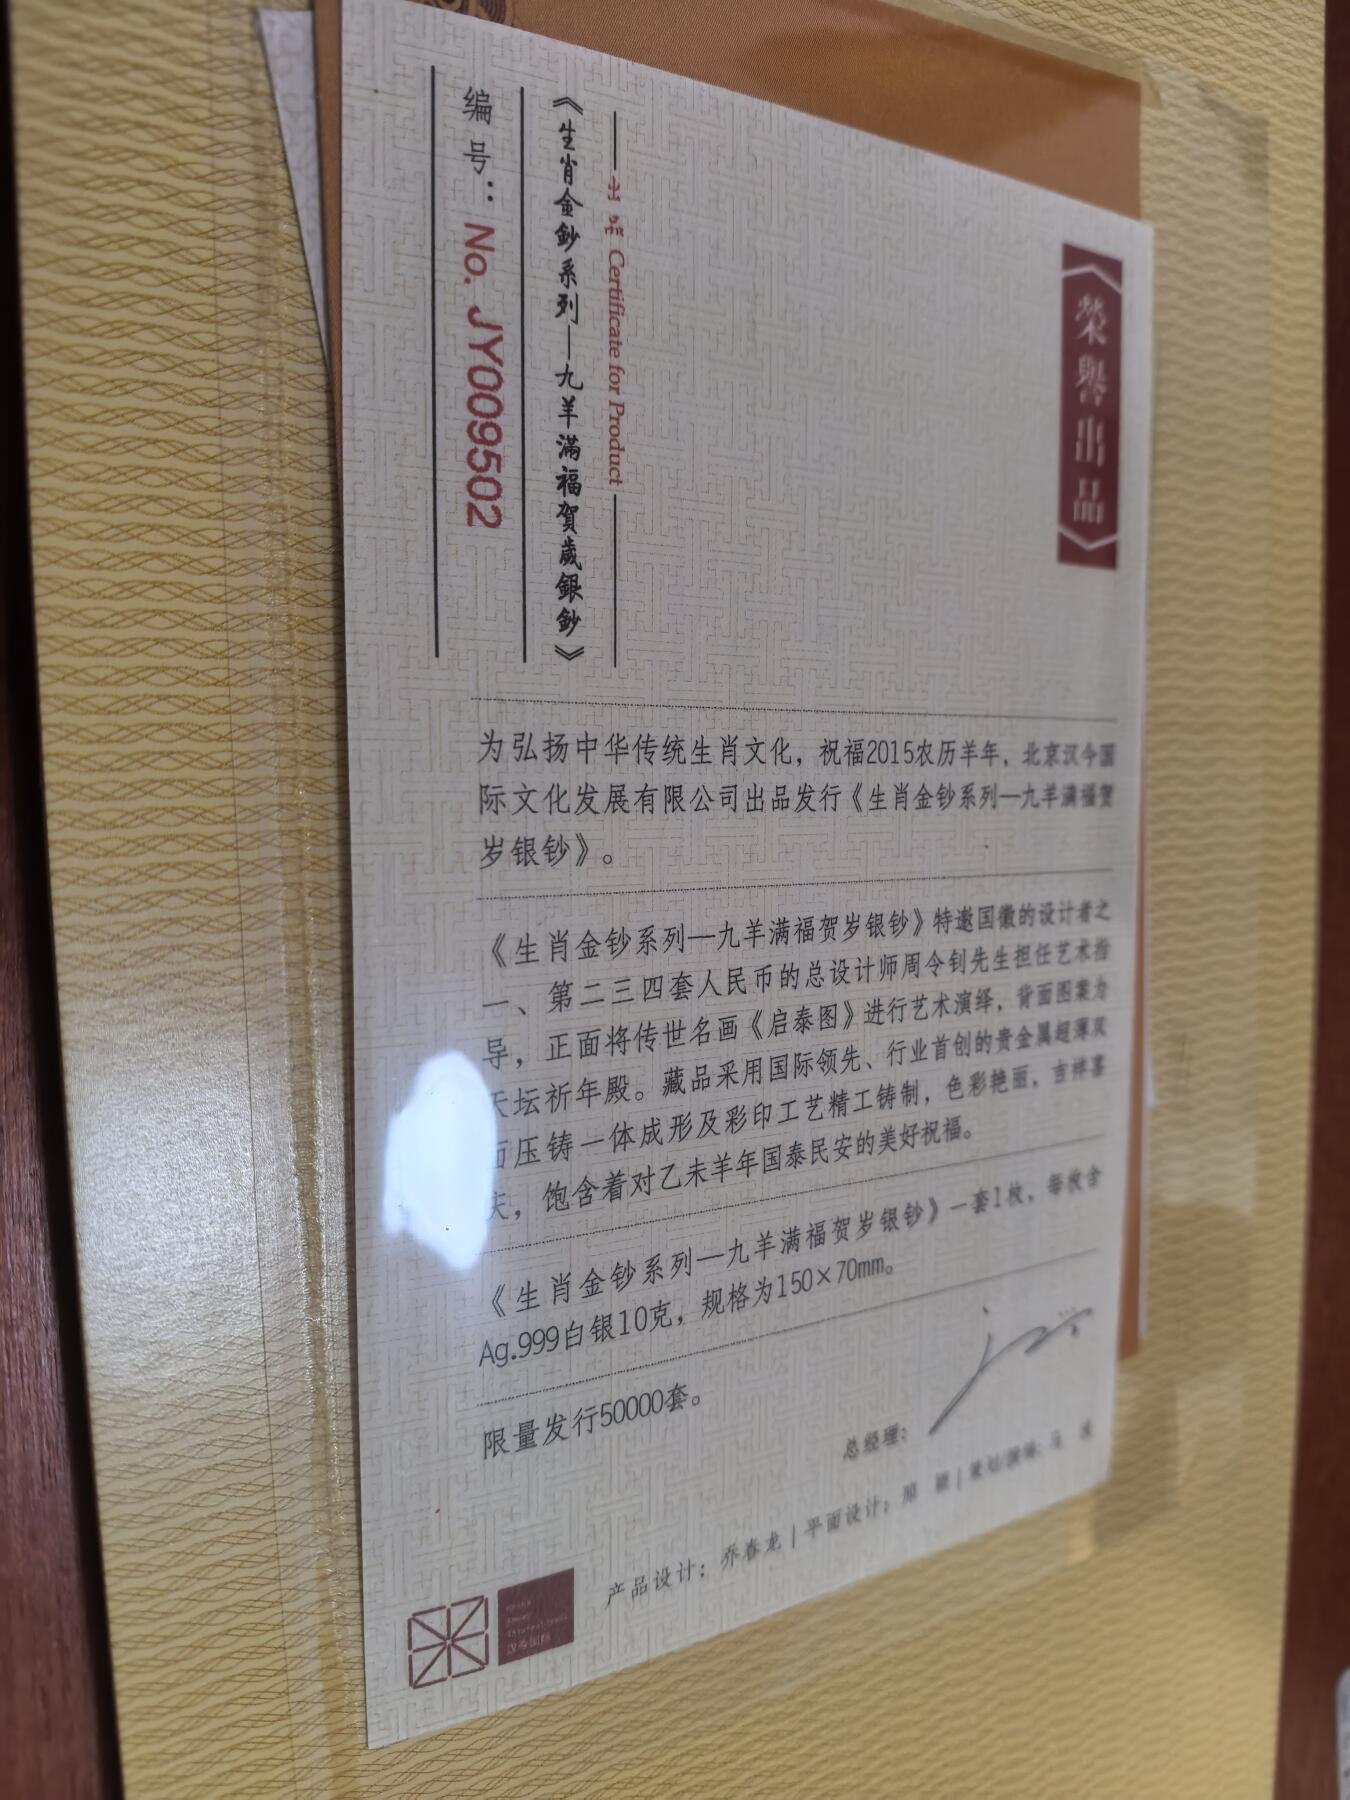 荣誉出品
Certificate for Product
《生肖金鈔系列—九羊滿福賀歲銀鈔》
编号：No. JY009502
为弘扬中华传统生肖文化，祝福2015农历羊年，北京汉今国
际文化发展有限公司出品发行《生肖金钞系列—九羊满福贺
岁银钞》。
《生肖金钞系列—九羊满福贺岁银钞》特邀国徽的设计者之
一、第二三四套人民币的总设计师周令钊先生担任艺术指
导，正面将传世名画《启泰图》进行艺术演绎，背面图案为
天坛祈年殿。藏品采用国际领先、行业首创的贵金属超薄双
面压铸一体成形及彩印工艺精工铸制，色彩艳丽，吉祥喜
庆，饱含着对乙未羊年国泰民安的美好祝福。
《生肖金钞系列—九羊满福贺岁银钞》一套1枚，每枚含
Ag.999白银10克，规格为150×70mm。
限量发行50000套。
总经理：
产品设计：乔春龙 | 平面设计：
汉今国际